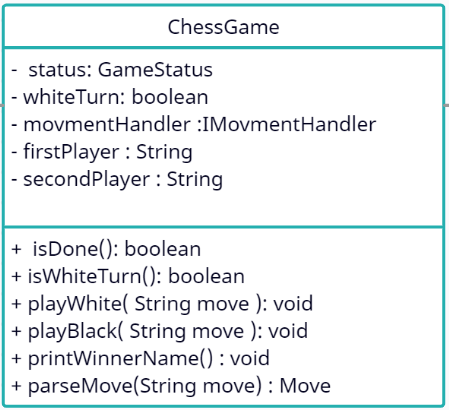 ChessGame
- status: GameStatus
- whiteTurn: boolean
- movmentHandler :IMovmentHandler
- firstPlayer : String
- secondPlayer : String
+ isDone(): boolean
+ isWhiteTurn(): boolean
+ playWhite( String move ): void
+ playBlack( String move ): void
+ printWinnerName() : void
+ parseMove(String move) : Move